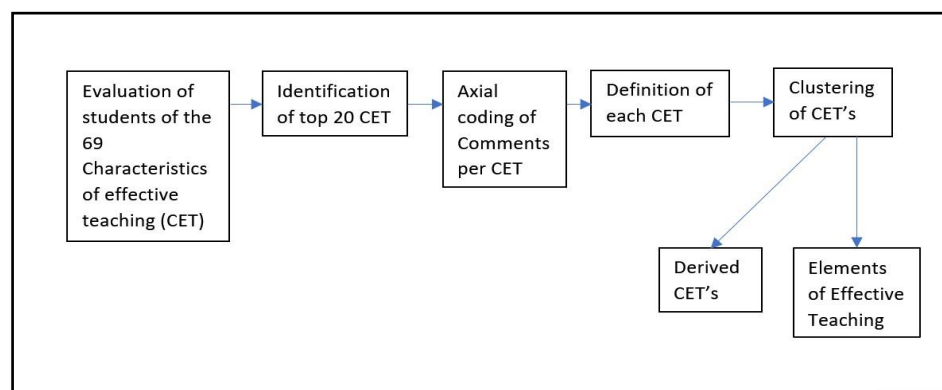 Evaluation of
students of the
69
Characteristics
of effective
teaching (CET)
Identification
of top 20 CET
Axial
coding of
Comments
per CET
Definition of
each CET
Clustering
of CET’s
Derived
CET’s
Elements
of Effective
Teaching